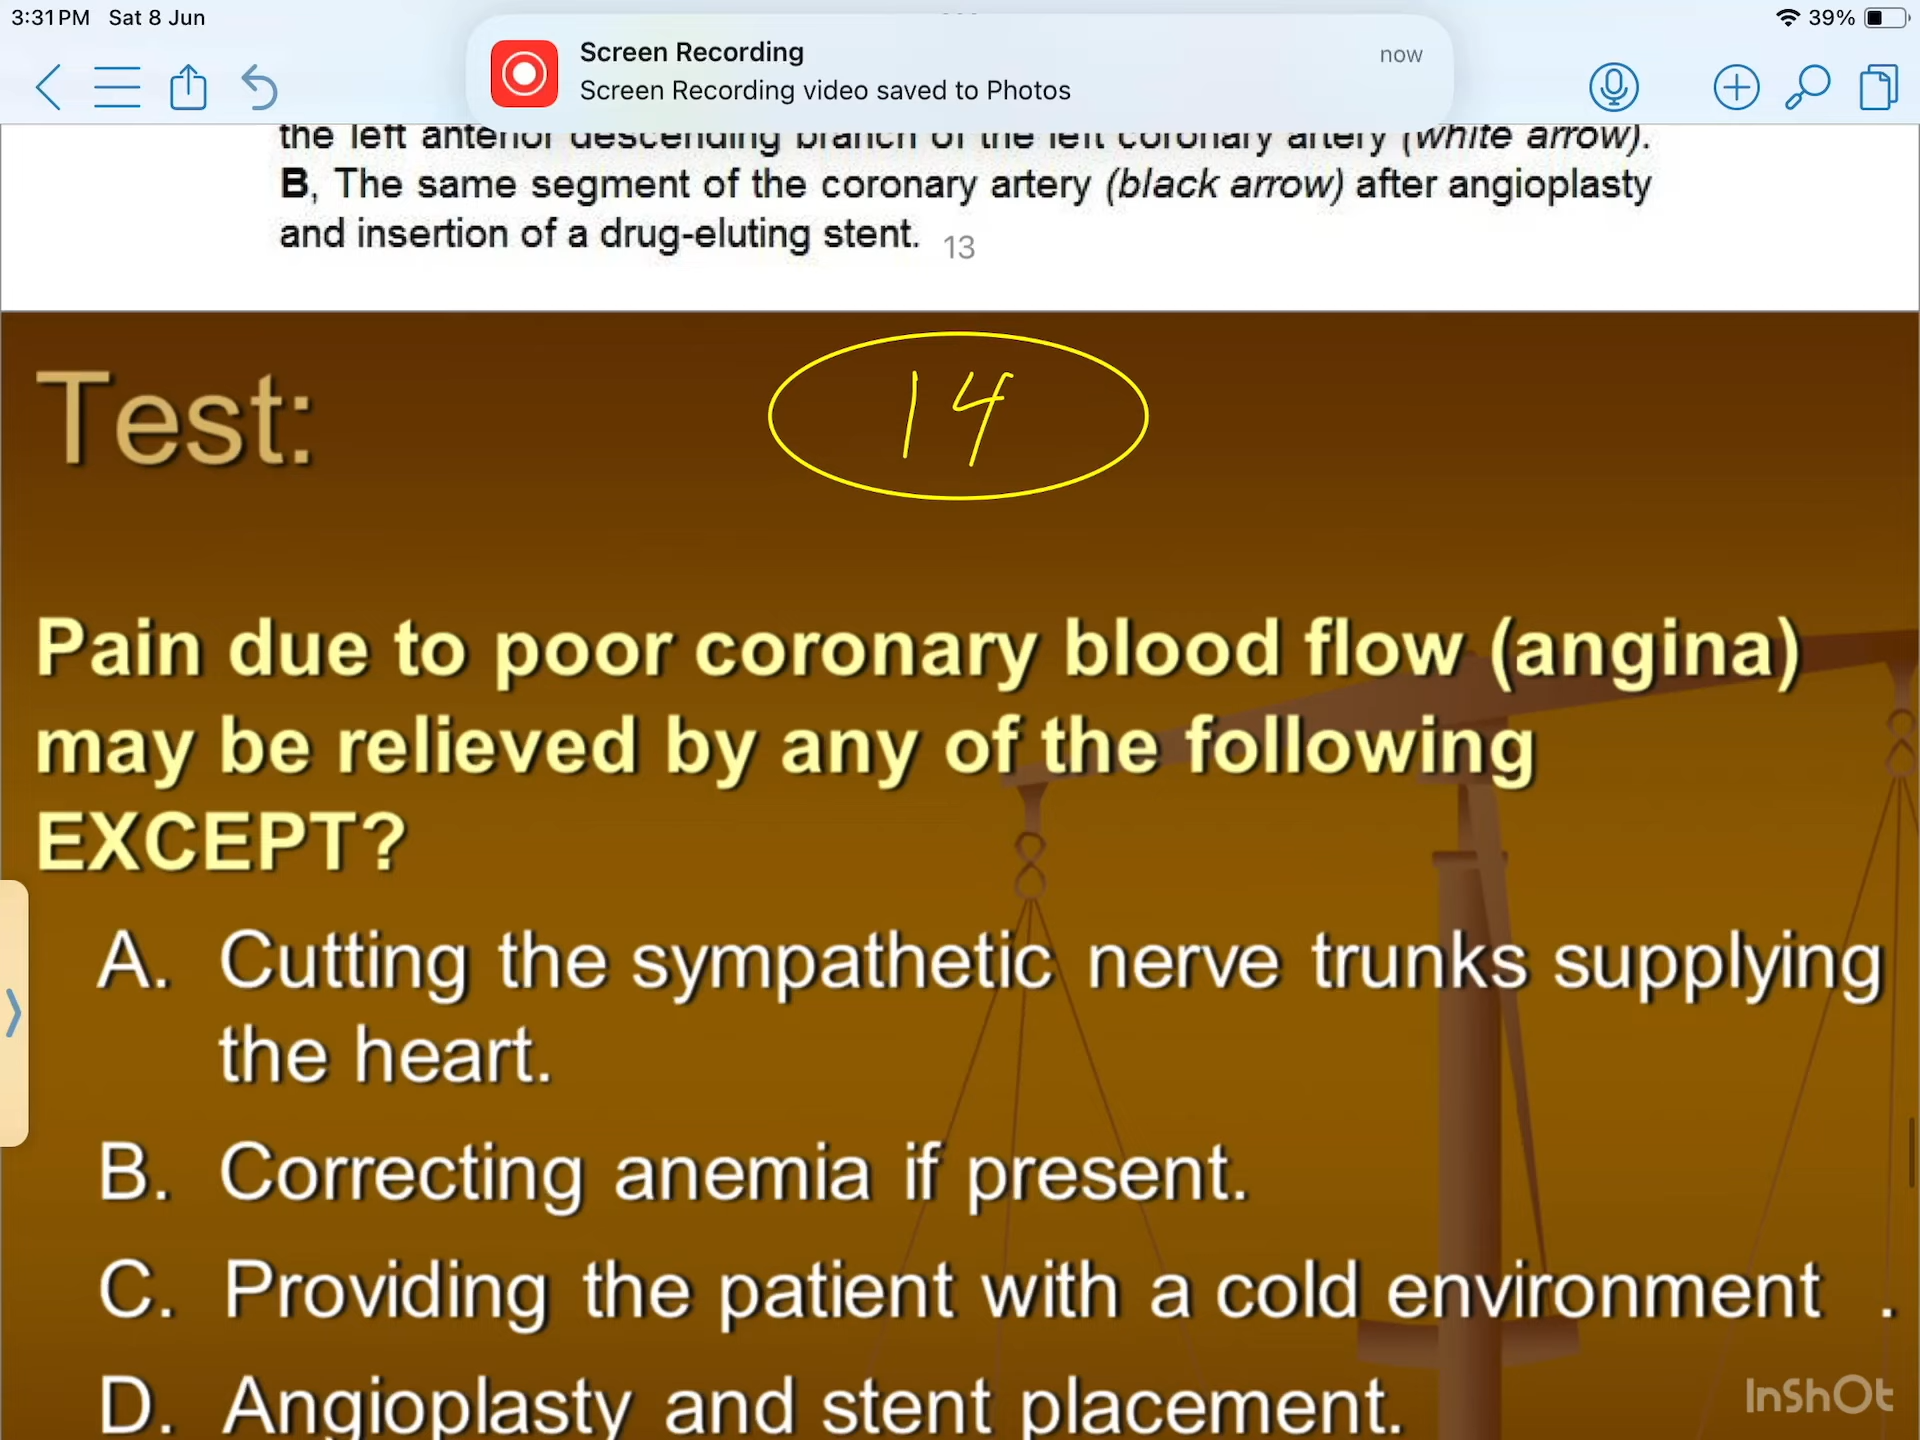 3:31 PM Sat 8 Jun
39%
Screen Recording
now
Screen Recording video saved to Photos
the left anterior descending branch of the left coronary artery (white arrow).
B, The same segment of the coronary artery (black arrow) after angioplasty
and insertion of a drug-eluting stent.
13
Test:
14
Pain due to poor coronary blood flow (angina)
may be relieved by any of the following
EXCEPT?
A. Cutting the sympathetic nerve trunks supplying
the heart.
B. Correcting anemia if present.
C. Providing the patient with a cold environment .
D. Angioplasty and stent placement.
InShOt